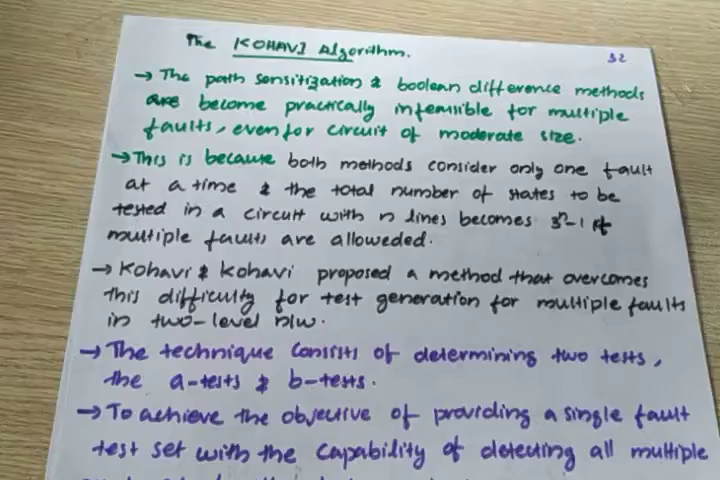 The KOHAVI Algorithm.
32
→ The path sensitization & boolean difference methods
are become practically infeasible for multiple
faults, even for circuit of moderate size.
→ This is because both methods consider only one fault
at a time & the total number of states to be
tested in a circuit with n lines becomes 3ⁿ-1 if
multiple faults are alloweded.
→ Kohavi & Kohavi proposed a method that overcomes
this difficulty for test generation for multiple faults
in two-level n/w.
→ The technique consists of determining two tests,
the a-tests & b-tests.
→ To achieve the objective of providing a single fault
test set with the capability of detecting all multiple